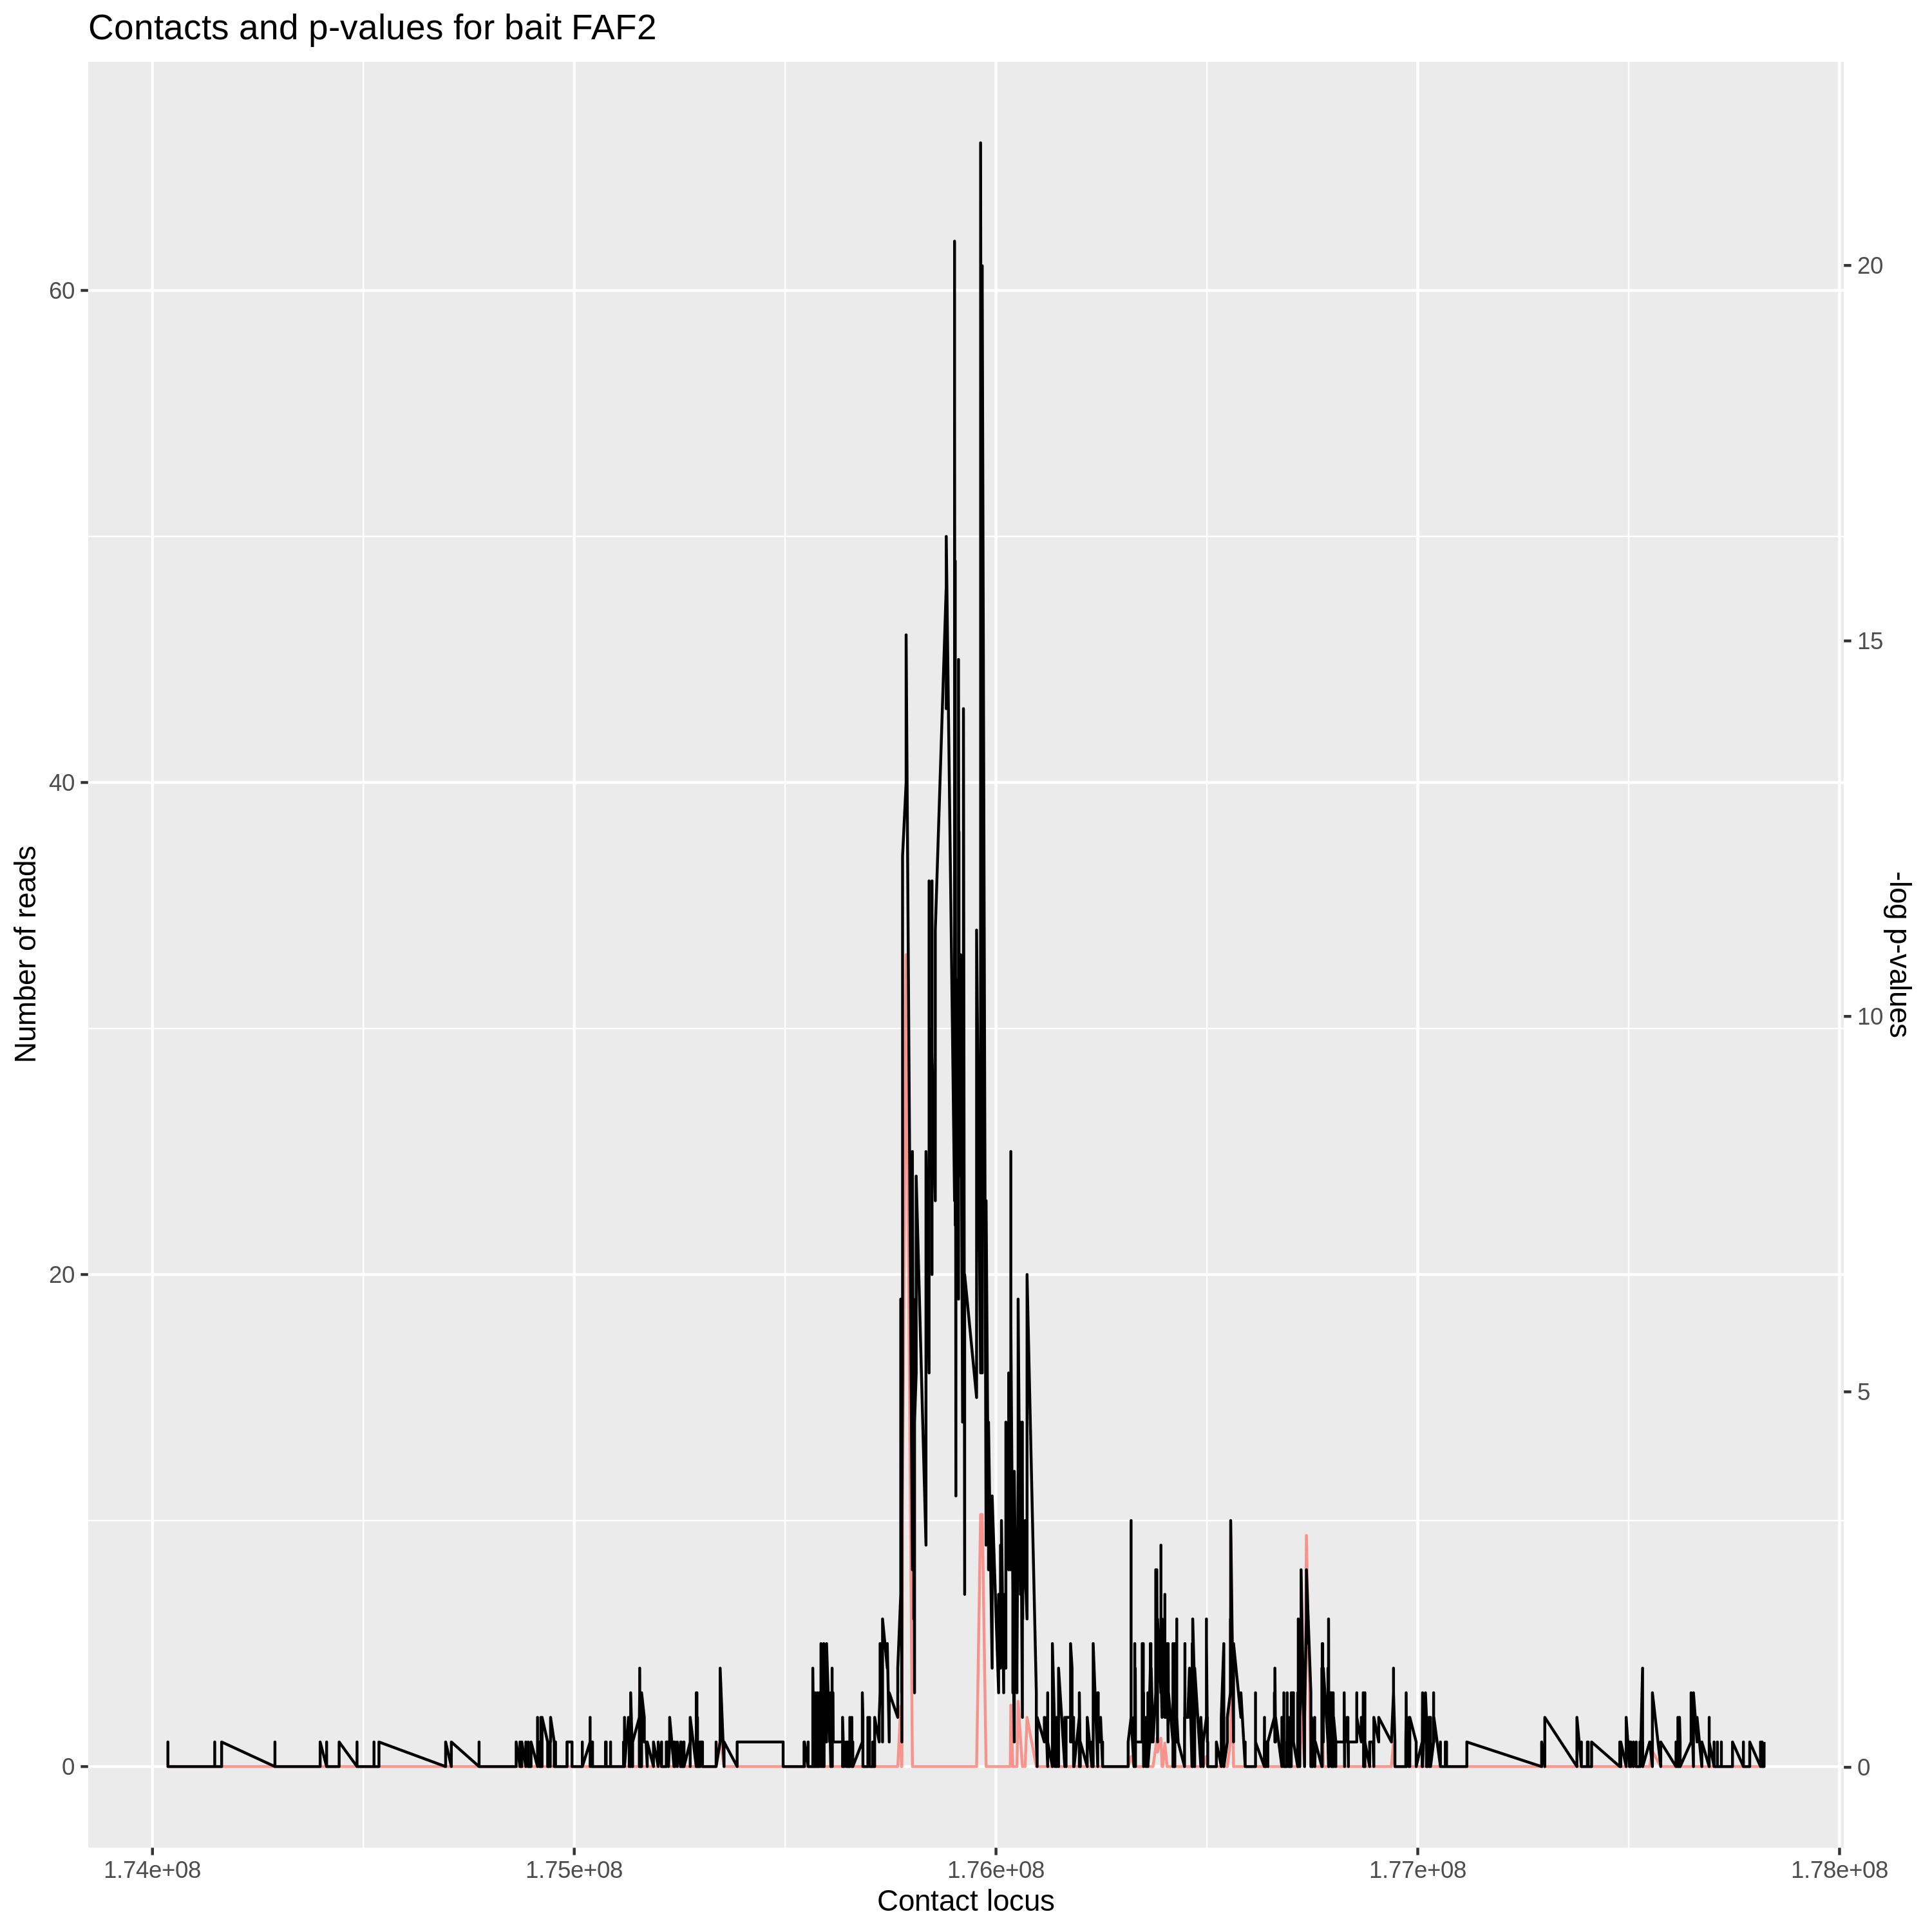 Contacts and p-values for bait FAF2
60
40
20
0
20
15
10
5
0
Number of reads
-log p-values
1.74e+08
1.75e+08
1.76e+08
1.77e+08
1.78e+08
Contact locus